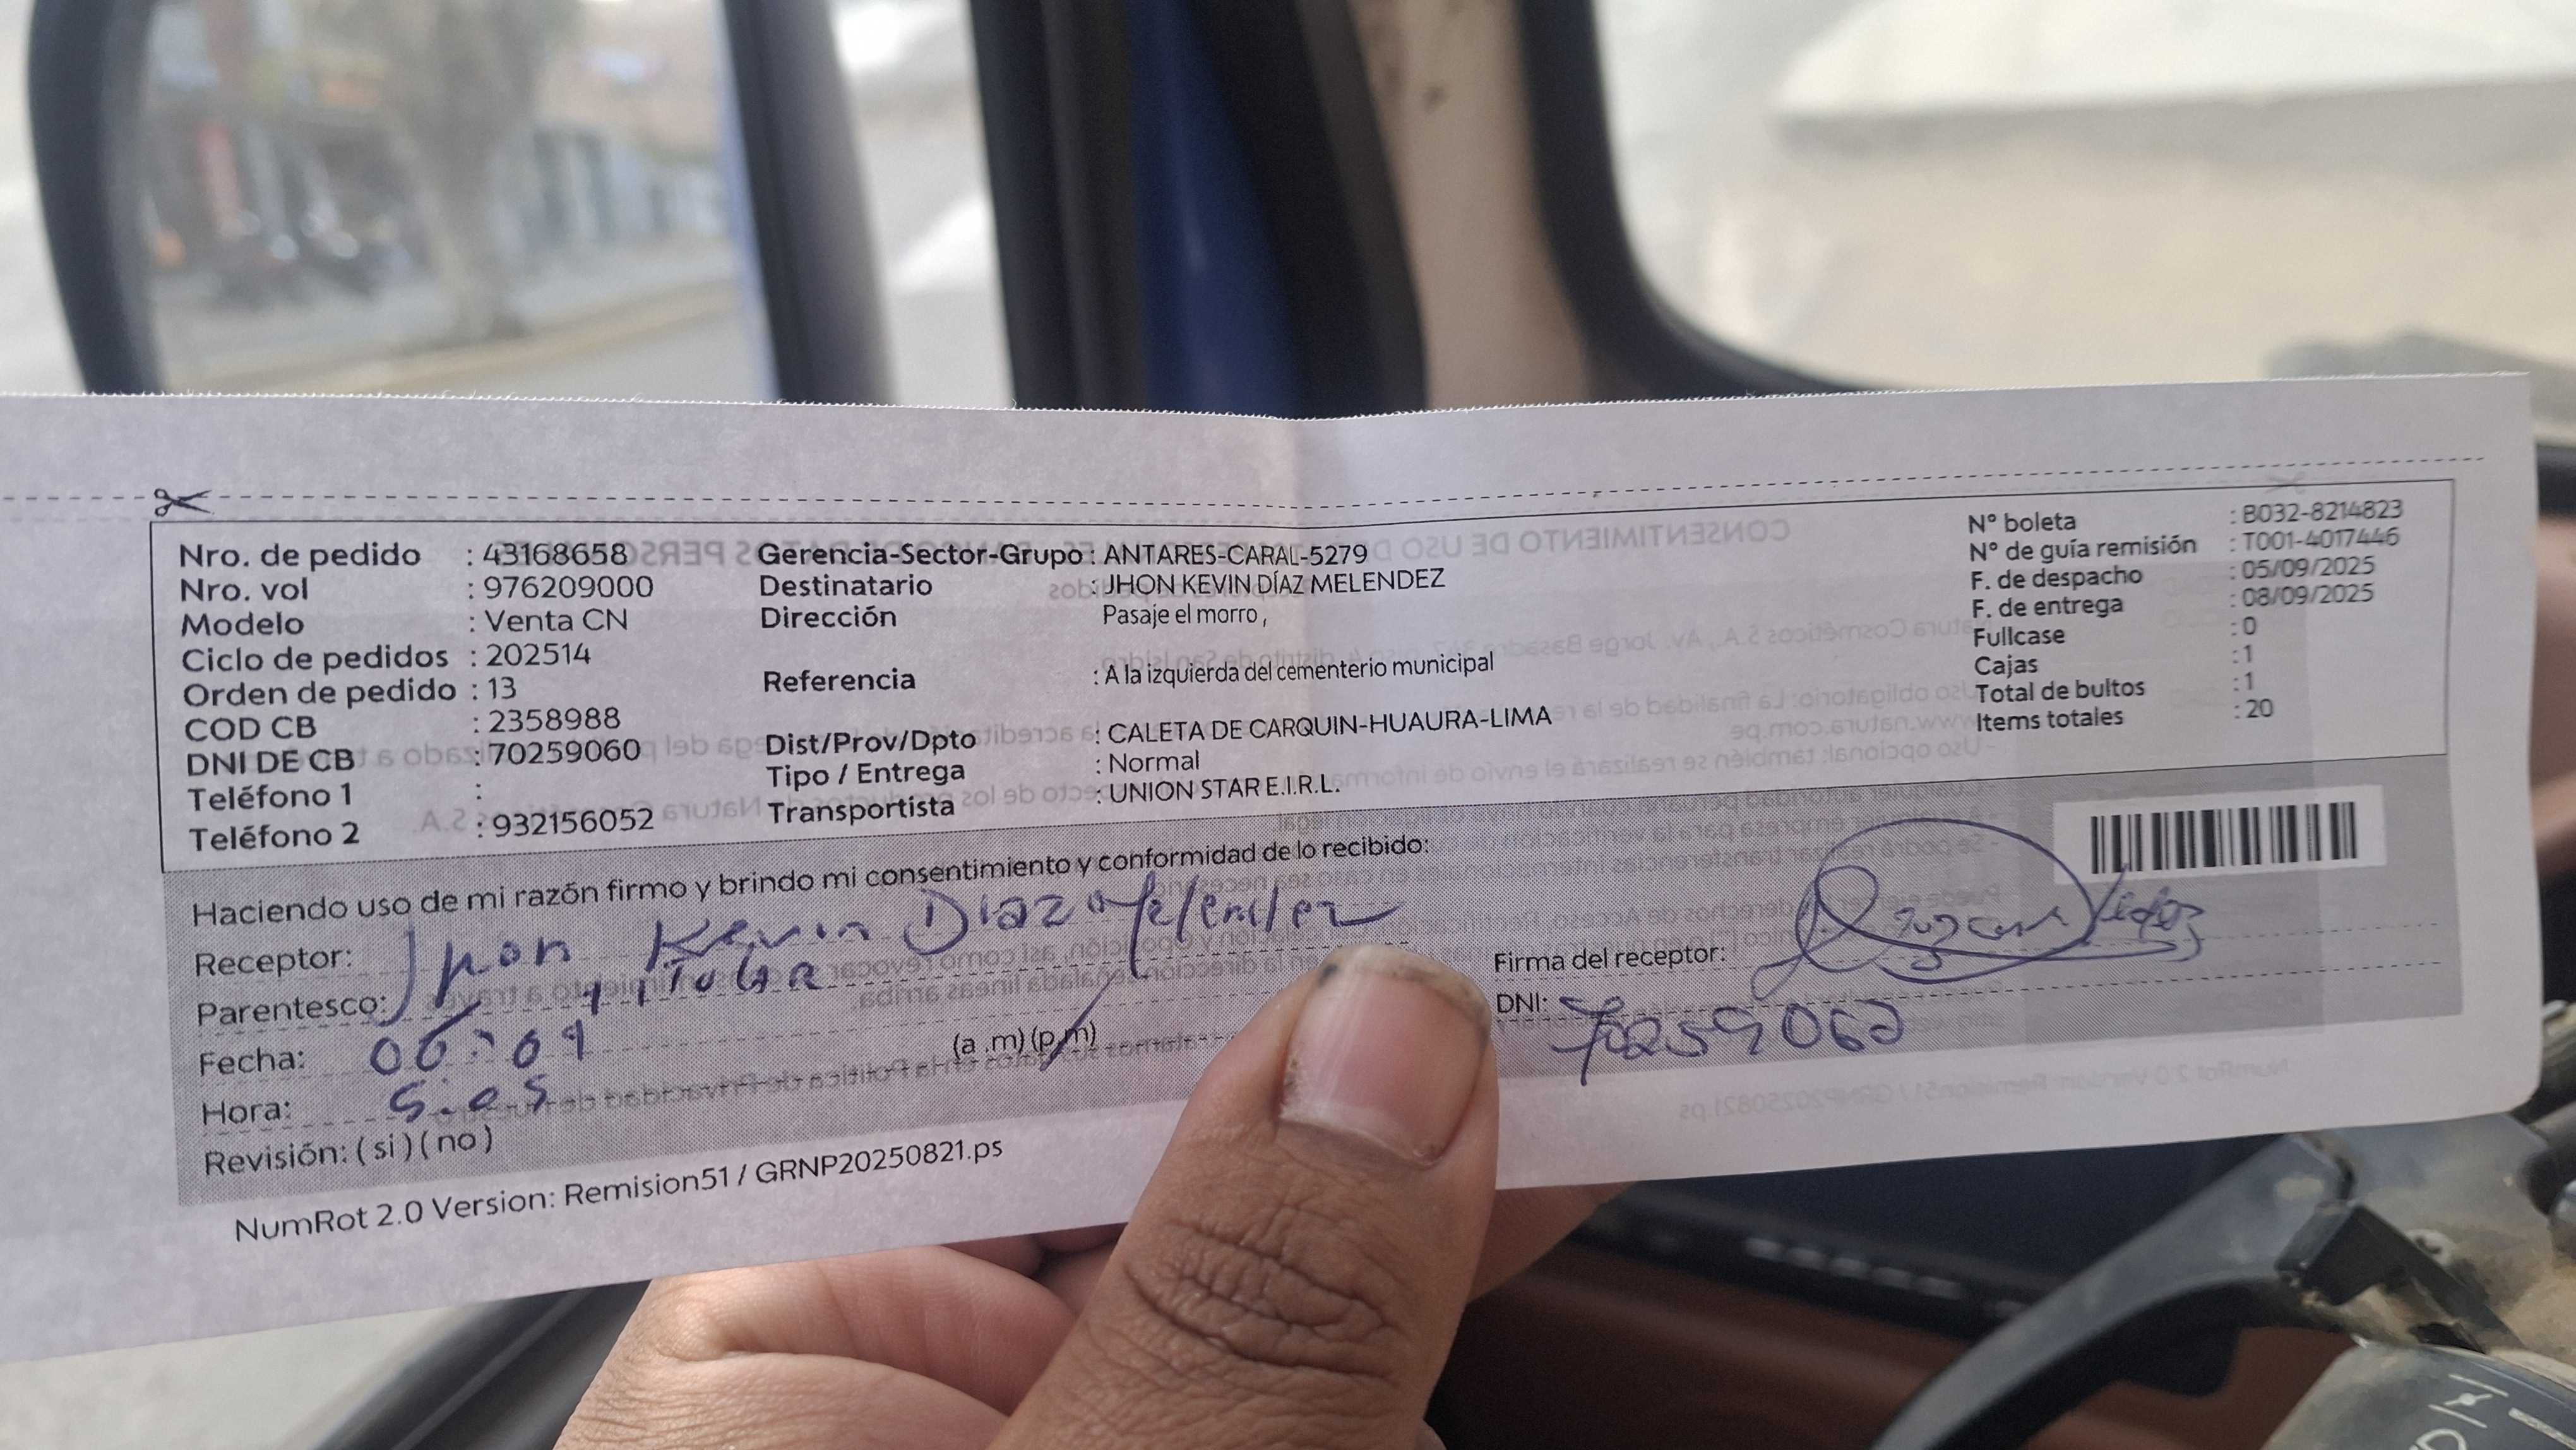 Nro. de pedido : 43168658
Nro. vol : 976209000
Modelo : Venta CN
Ciclo de pedidos : 202514
Orden de pedido : 13
COD CB : 2358988
DNI DE CB : 70259060
Teléfono 1 :
Teléfono 2 : 932156052
Gerencia-Sector-Grupo : ANTARES-CARAL-5279
Destinatario : JHON KEVIN DÍAZ MELENDEZ
Dirección Pasaje el morro ,
Referencia : A la izquierda del cementerio municipal
Dist/Prov/Dpto : CALETA DE CARQUIN-HUAURA-LIMA
Tipo / Entrega : Normal
Transportista : UNION STAR E.I.R.L.
N° boleta : B032-8214823
N° de guía remisión : T001-4017446
F. de despacho : 05/09/2025
F. de entrega : 08/09/2025
Fullcase : 0
Cajas : 1
Total de bultos : 1
Items totales : 20
Haciendo uso de mi razón firmo y brindo mi consentimiento y conformidad de lo recibido:
Receptor: Jhon Kevin Diaz Melendez
Parentesco: Titular
Fecha: 06-09
Hora: 5:05 (a .m) (p.m)
Revisión: ( si ) ( no )
Firma del receptor:
DNI: 70259060
NumRot 2.0 Version: Remision51 / GRNP20250821.ps